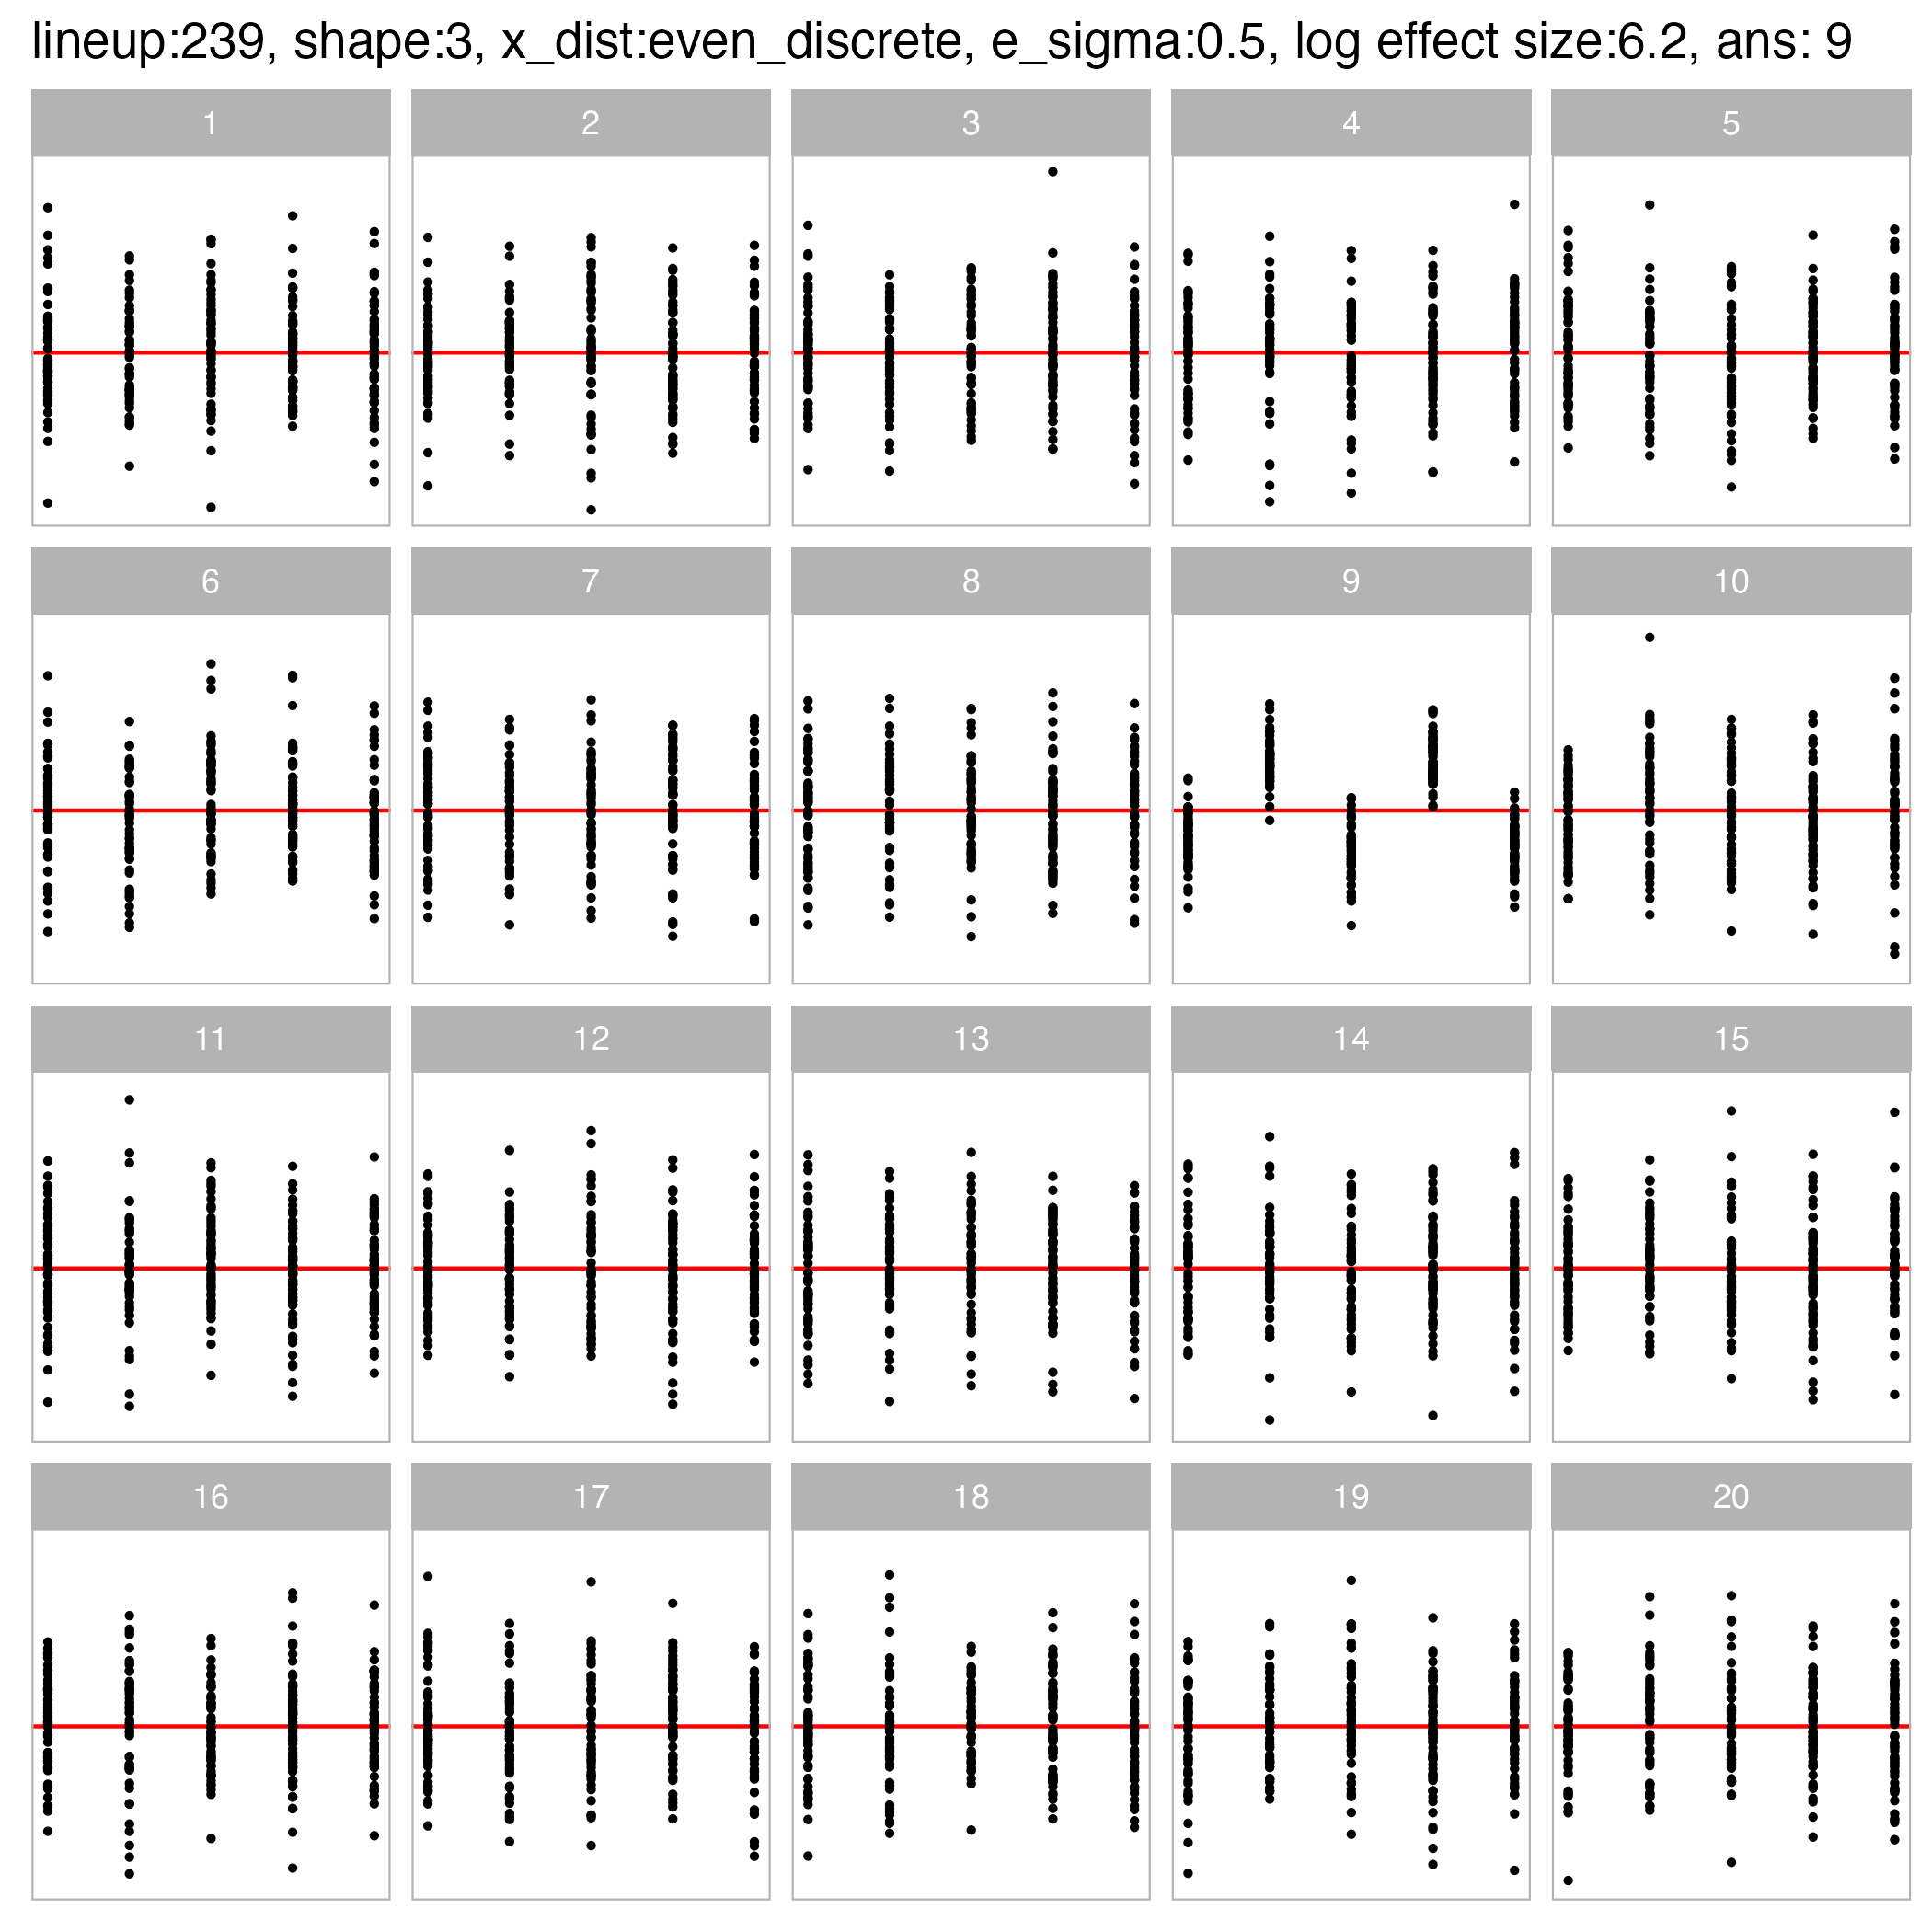 lineup:239, shape:3, x_dist:even_discrete, e_sigma:0.5, log effect size:6.2, ans: 9
1 2 3 4 5
6 7 8 9 10
11 12 13 14 15
16 17 18 19 20